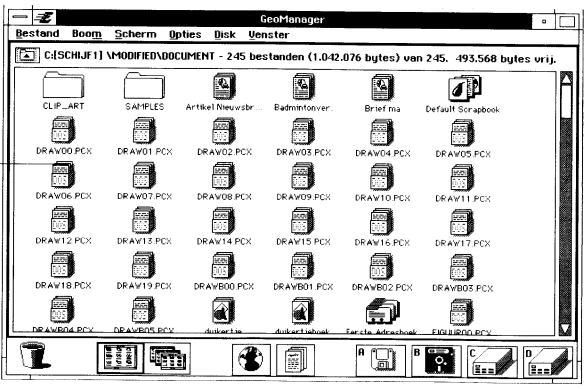 GeoManager
Bestand Boom Scherm Opties Disk Venster
C:[SCHIJF1] \MODIFIED\DOCUMENT - 245 bestanden (1.042.076 bytes) van 245. 493.568 bytes vrij.
CLIP_ART SAMPLES Artikel Nieuwsbr... Badmintonver. Brief ma Default Scrapbook
DRAW00.PCX DRAW01.PCX DRAW02.PCX DRAW03.PCX DRAW04.PCX DRAW05.PCX
DRAW06.PCX DRAW07.PCX DRAW08.PCX DRAW09.PCX DRAW10.PCX DRAW11.PCX
DRAW12.PCX DRAW13.PCX DRAW14.PCX DRAW15.PCX DRAW16.PCX DRAW17.PCX
DRAW18.PCX DRAW19.PCX DRAWB00.PCX DRAWB01.PCX DRAWB02.PCX DRAWB03.PCX
DRAWB04.PCX DRAWB05.PCX duikertje duikertjeboek Eerste Adresboek FIGUUR00.PCX
A B C D